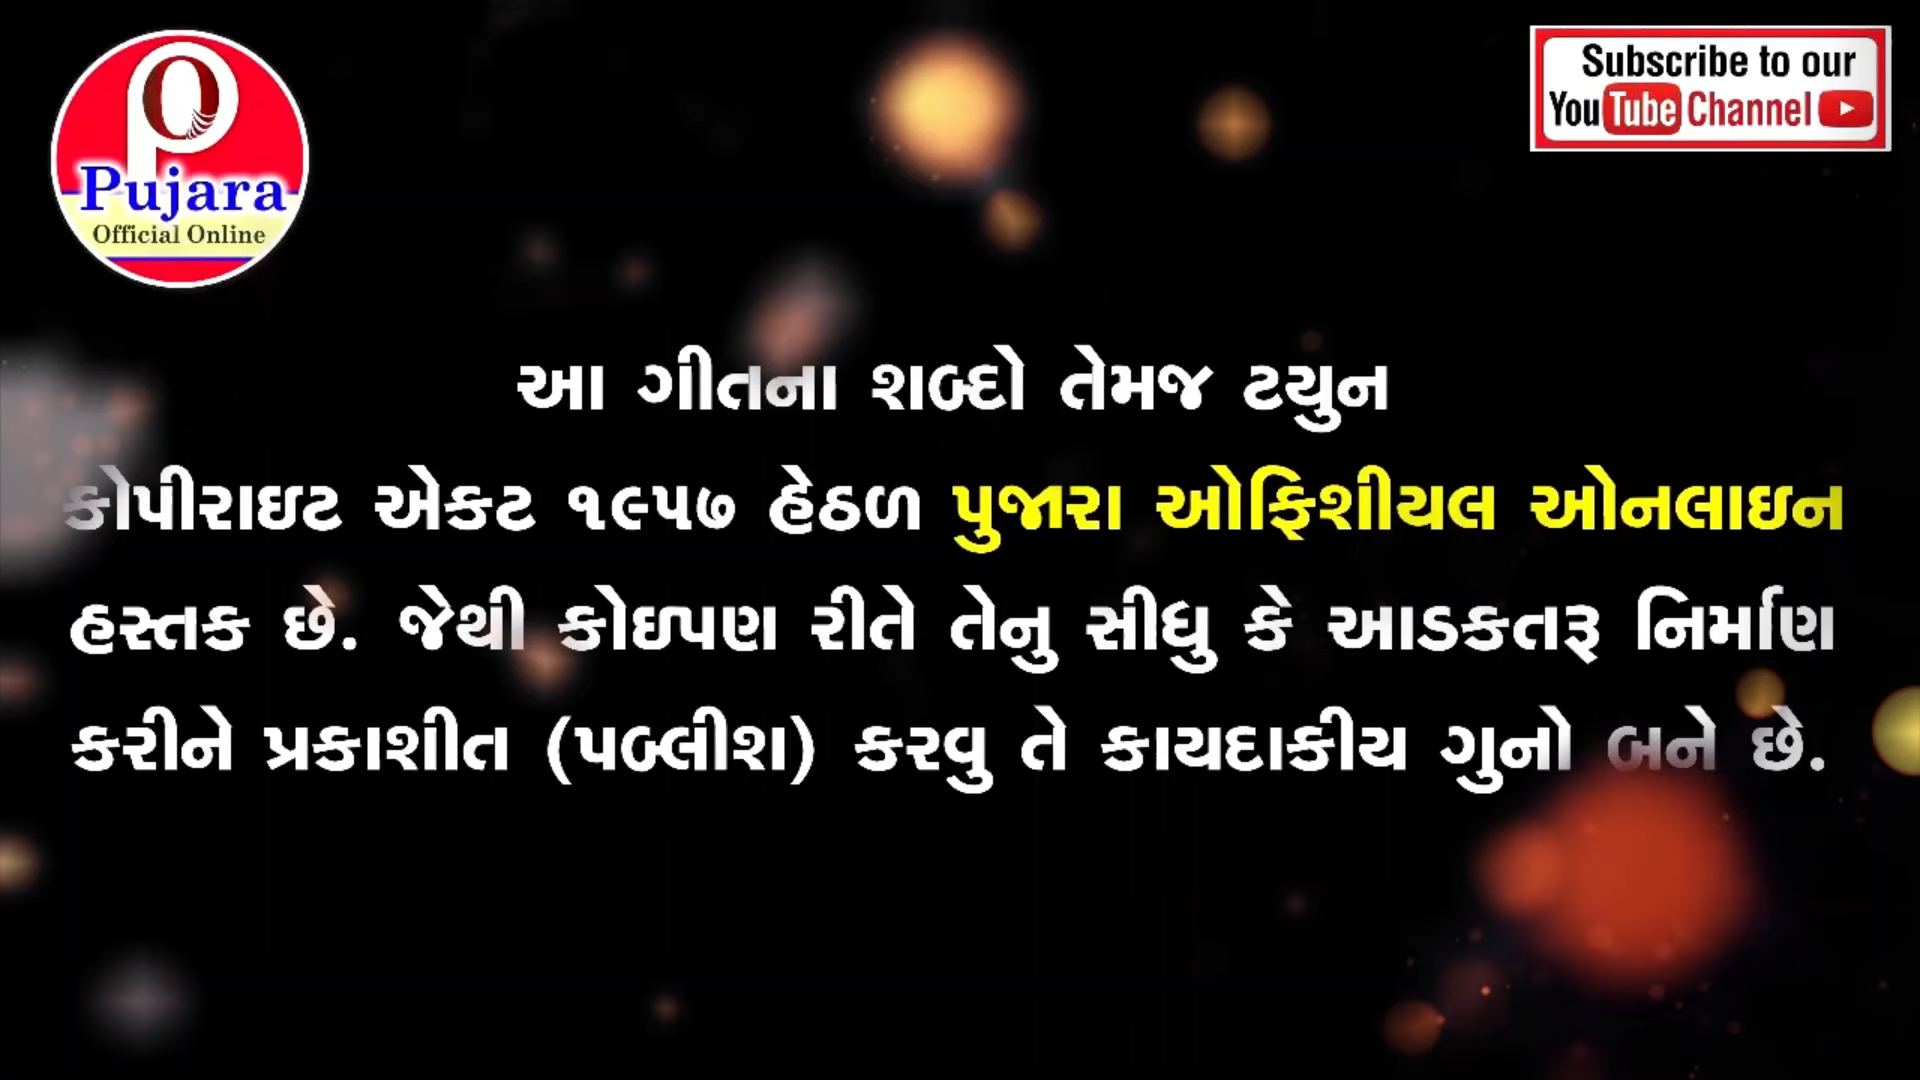 Pujara
Official Online
Subscribe to our
YouTube Channel
આ ગીતના શબ્દો તેમજ ટયુન
કોપીરાઇટ એકટ ૧૯૫૭ હેઠળ પુજારા ઓફિશીયલ ઓનલાઇન
હસ્તક છે. જેથી કોઇપણ રીતે તેનુ સીધુ કે આડકતરૂ નિર્માણ
કરીને પ્રકાશીત (પબ્લીશ) કરવુ તે કાયદાકીય ગુનો બને છે.